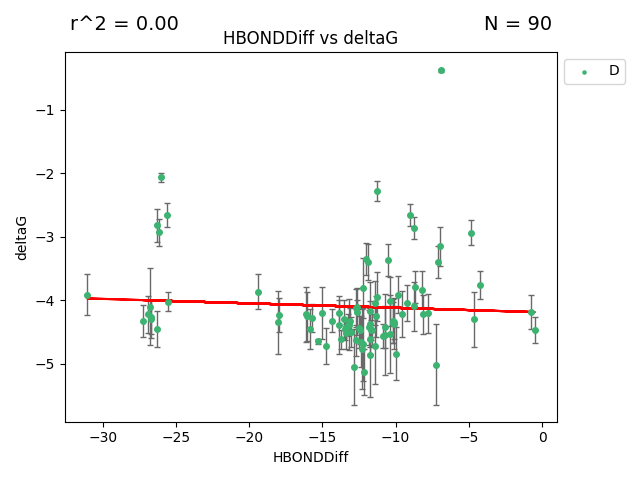 r^2 = 0.00
N = 90
HBONDDiff vs deltaG
D
deltaG
−1
−2
−3
−4
−5
−30
−25
−20
−15
−10
−5
0
HBONDDiff